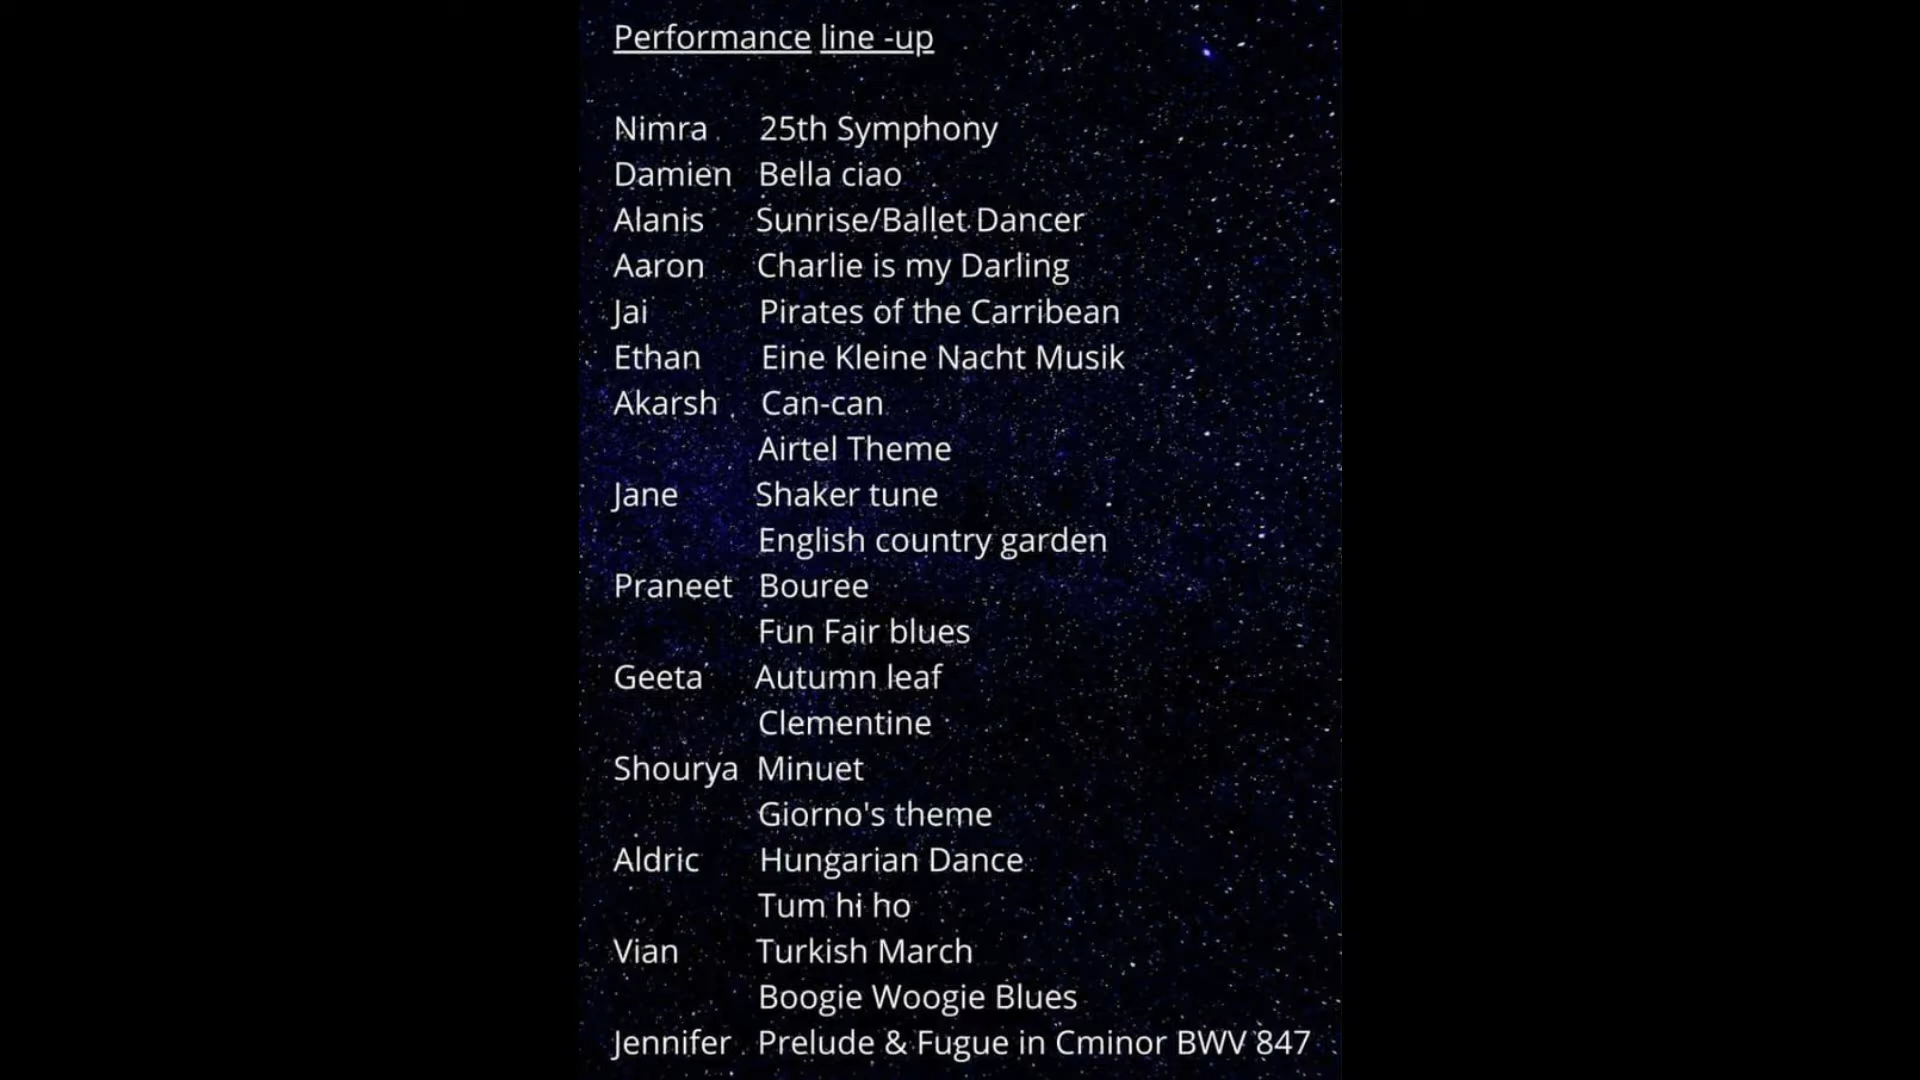 Performance line -up
Nimra 25th Symphony
Damien Bella ciao
Alanis Sunrise/Ballet Dancer
Aaron Charlie is my Darling
Jai Pirates of the Carribean
Ethan Eine Kleine Nacht Musik
Akarsh Can-can
Airtel Theme
Jane Shaker tune
English country garden
Praneet Bouree
Fun Fair blues
Geeta Autumn leaf
Clementine
Shourya Minuet
Giorno's theme
Aldric Hungarian Dance
Tum hi ho
Vian Turkish March
Boogie Woogie Blues
Jennifer Prelude & Fugue in Cminor BWV 847